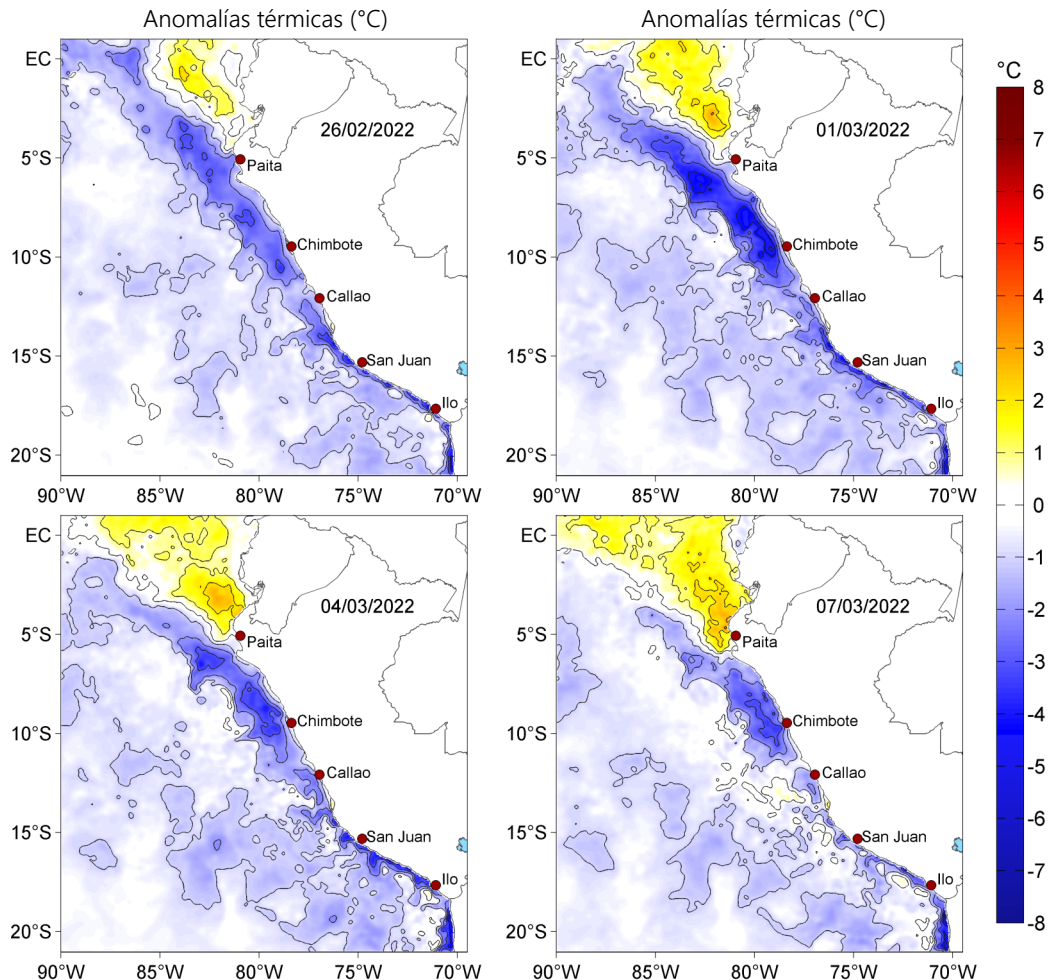 Anomalías térmicas (°C)
Anomalías térmicas (°C)
EC
5°S
10°S
15°S
20°S
26/02/2022
Paita
Chimbote
Callao
San Juan
Ilo
90°W
85°W
80°W
75°W
70°W
EC
5°S
10°S
15°S
20°S
01/03/2022
Paita
Chimbote
Callao
San Juan
Ilo
90°W
85°W
80°W
75°W
70°W
EC
5°S
10°S
15°S
20°S
04/03/2022
Paita
Chimbote
Callao
San Juan
Ilo
90°W
85°W
80°W
75°W
70°W
EC
5°S
10°S
15°S
20°S
07/03/2022
Paita
Chimbote
Callao
San Juan
Ilo
90°W
85°W
80°W
75°W
70°W
°C
8
7
6
5
4
3
2
1
0
-1
-2
-3
-4
-5
-6
-7
-8